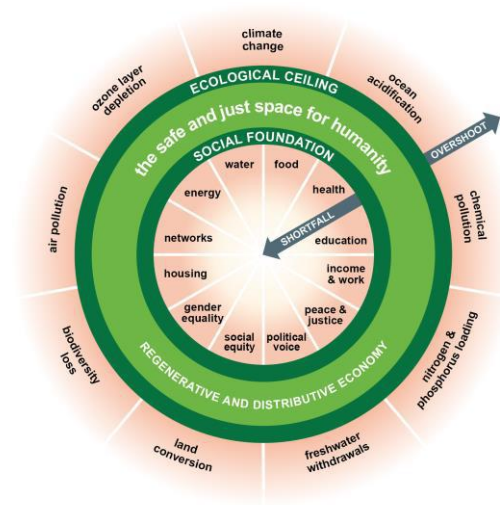 climate
change
ocean
acidification
chemical
pollution
nitrogen &
phosphorus loading
freshwater
withdrawals
land
conversion
biodiversity
loss
air pollution
ozone layer
depletion
OVERSHOOT
ECOLOGICAL CEILING
the safe and just space for humanity
SOCIAL FOUNDATION
water
food
health
SHORTFALL
education
income
& work
peace &
justice
political
voice
social
equity
gender
equality
housing
networks
energy
REGENERATIVE AND DISTRIBUTIVE ECONOMY